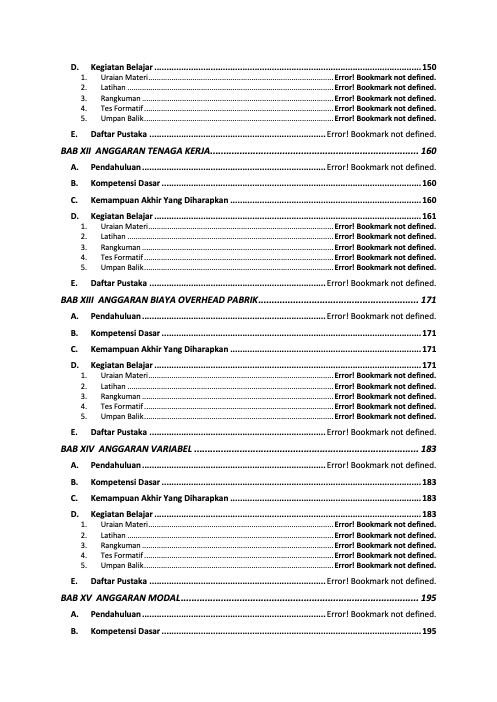 D. Kegiatan Belajar ........................................ 150
1. Uraian Materi ........................................ Error! Bookmark not defined.
2. Latihan ........................................ Error! Bookmark not defined.
3. Rangkuman ........................................ Error! Bookmark not defined.
4. Tes Formatif ........................................ Error! Bookmark not defined.
5. Umpan Balik ........................................ Error! Bookmark not defined.
E. Daftar Pustaka ........................................ Error! Bookmark not defined.
BAB XII ANGGARAN TENAGA KERJA ........................................ 160
A. Pendahuluan ........................................ Error! Bookmark not defined.
B. Kompetensi Dasar ........................................ 160
C. Kemampuan Akhir Yang Diharapkan ........................................ 160
D. Kegiatan Belajar ........................................ 161
1. Uraian Materi ........................................ Error! Bookmark not defined.
2. Latihan ........................................ Error! Bookmark not defined.
3. Rangkuman ........................................ Error! Bookmark not defined.
4. Tes Formatif ........................................ Error! Bookmark not defined.
5. Umpan Balik ........................................ Error! Bookmark not defined.
E. Daftar Pustaka ........................................ Error! Bookmark not defined.
BAB XIII ANGGARAN BIAYA OVERHEAD PABRIK ........................................ 171
A. Pendahuluan ........................................ Error! Bookmark not defined.
B. Kompetensi Dasar ........................................ 171
C. Kemampuan Akhir Yang Diharapkan ........................................ 171
D. Kegiatan Belajar ........................................ 171
1. Uraian Materi ........................................ Error! Bookmark not defined.
2. Latihan ........................................ Error! Bookmark not defined.
3. Rangkuman ........................................ Error! Bookmark not defined.
4. Tes Formatif ........................................ Error! Bookmark not defined.
5. Umpan Balik ........................................ Error! Bookmark not defined.
E. Daftar Pustaka ........................................ Error! Bookmark not defined.
BAB XIV ANGGARAN VARIABEL ........................................ 183
A. Pendahuluan ........................................ Error! Bookmark not defined.
B. Kompetensi Dasar ........................................ 183
C. Kemampuan Akhir Yang Diharapkan ........................................ 183
D. Kegiatan Belajar ........................................ 183
1. Uraian Materi ........................................ Error! Bookmark not defined.
2. Latihan ........................................ Error! Bookmark not defined.
3. Rangkuman ........................................ Error! Bookmark not defined.
4. Tes Formatif ........................................ Error! Bookmark not defined.
5. Umpan Balik ........................................ Error! Bookmark not defined.
E. Daftar Pustaka ........................................ Error! Bookmark not defined.
BAB XV ANGGARAN MODAL ........................................ 195
A. Pendahuluan ........................................ Error! Bookmark not defined.
B. Kompetensi Dasar ........................................ 195